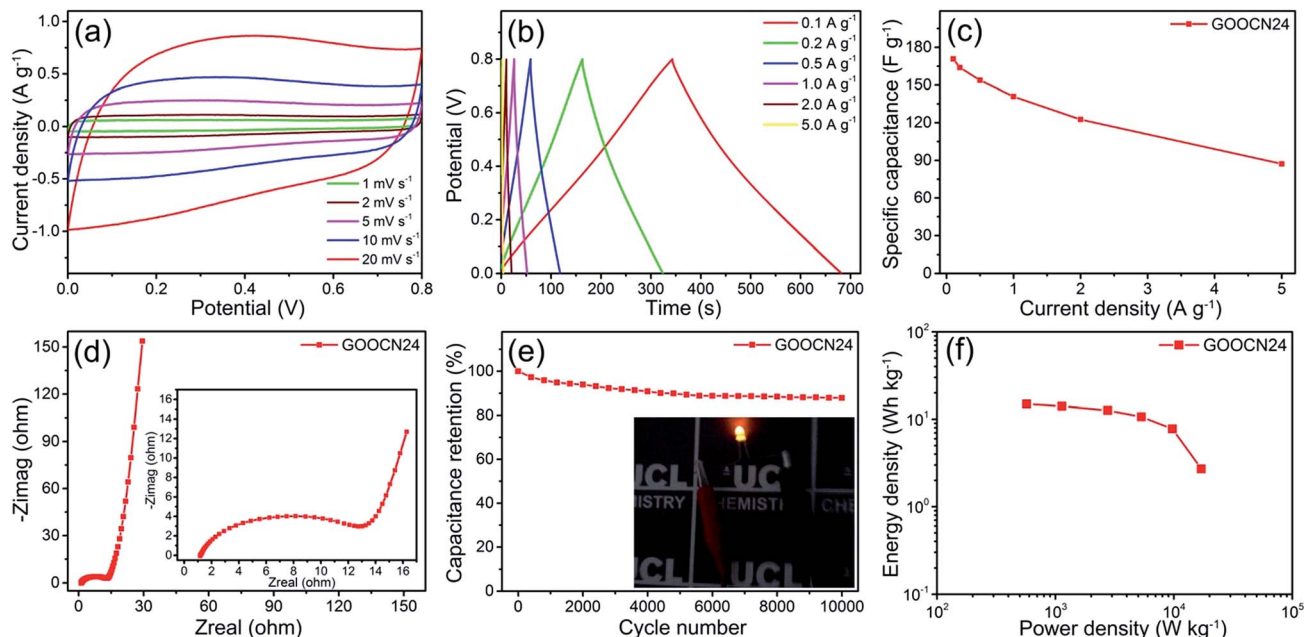 (a)
Current density (A g⁻¹)
1.0
0.5
0.0
-0.5
-1.0
1 mV s⁻¹
2 mV s⁻¹
5 mV s⁻¹
10 mV s⁻¹
20 mV s⁻¹
0.0 0.2 0.4 0.6 0.8
Potential (V)
(b)
Potential (V)
0.8
0.6
0.4
0.2
0.0
0.1 A g⁻¹
0.2 A g⁻¹
0.5 A g⁻¹
1.0 A g⁻¹
2.0 A g⁻¹
5.0 A g⁻¹
0 100 200 300 400 500 600 700
Time (s)
(c)
GOOCN24
Specific capacitance (F g⁻¹)
180
150
120
90
60
30
0
0 1 2 3 4 5
Current density (A g⁻¹)
(d)
GOOCN24
-Zimag (ohm)
150
120
90
60
30
0
0 30 60 90 120 150
Zreal (ohm)
-Zimag (ohm)
16
14
12
10
8
6
4
2
0
0 2 4 6 8 10 12 14 16
Zreal (ohm)
(e)
GOOCN24
Capacitance retention (%)
100
80
60
40
20
0
0 2000 4000 6000 8000 10000
Cycle number
UCL UC
MISTRY CHEMISTI CHE
UCL
(f)
GOOCN24
Energy density (Wh kg⁻¹)
10²
10¹
10⁰
10⁻¹
10² 10³ 10⁴ 10⁵
Power density (W kg⁻¹)